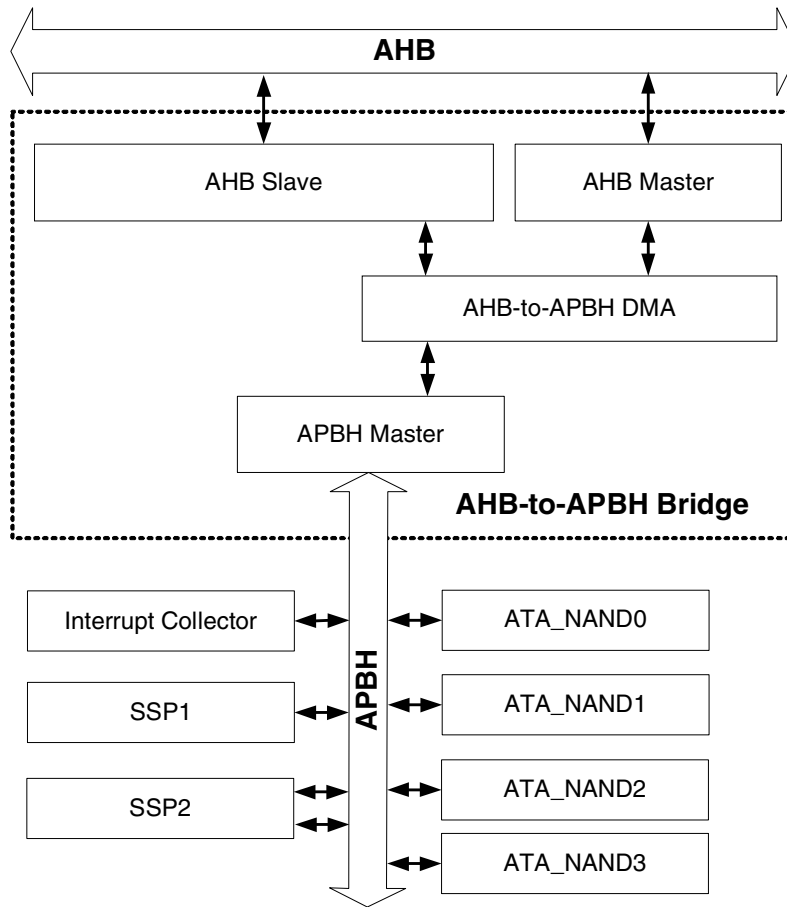 AHB
AHB Slave
AHB Master
AHB-to-APBH DMA
APBH Master
AHB-to-APBH Bridge
Interrupt Collector
ATA_NAND0
APBH
SSP1
ATA_NAND1
SSP2
ATA_NAND2
ATA_NAND3